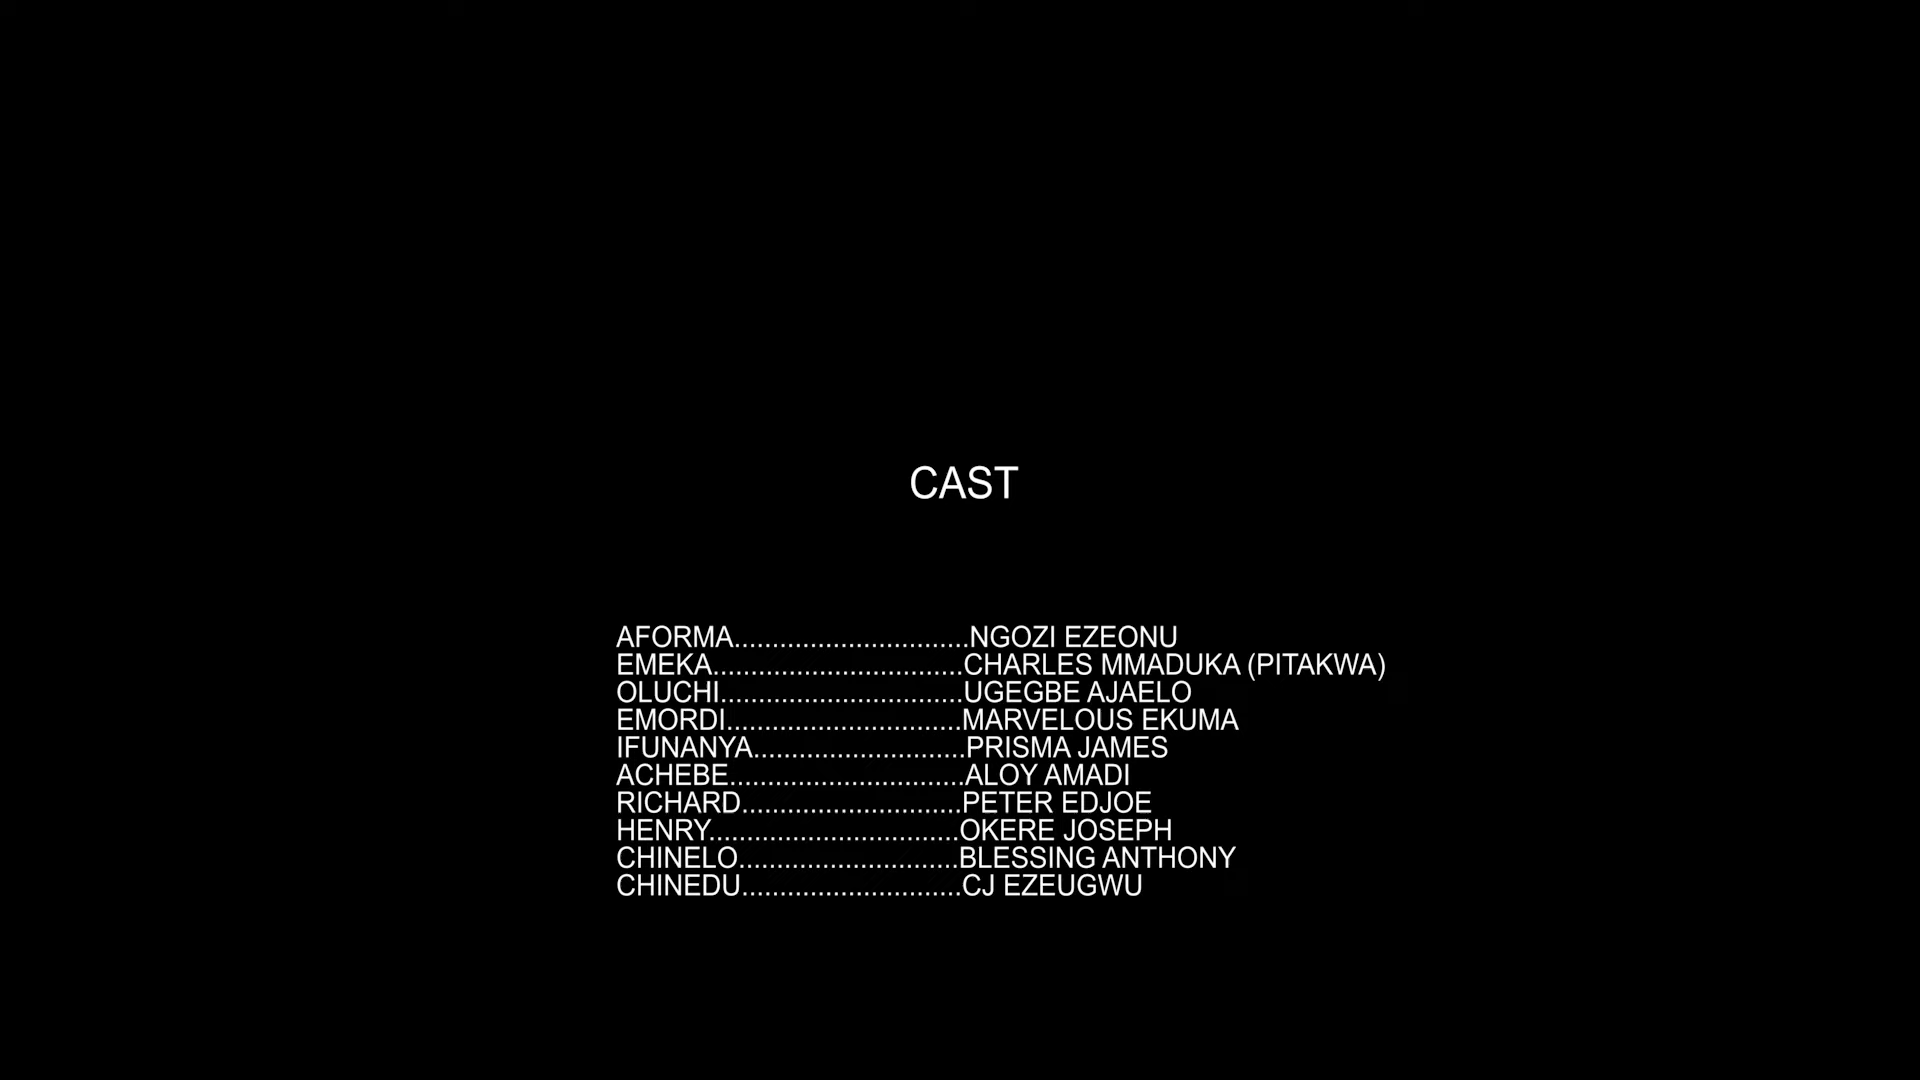 CAST
AFORMA..............................NGOZI EZEONU
EMEKA................................CHARLES MMADUKA (PITAKWA)
OLUCHI...............................UGEGBE AJAELO
EMORDI..............................MARVELOUS EKUMA
IFUNANYA...........................PRISMA JAMES
ACHEBE..............................ALOY AMADI
RICHARD............................PETER EDJOE
HENRY................................OKERE JOSEPH
CHINELO............................BLESSING ANTHONY
CHINEDU............................CJ EZEUGWU